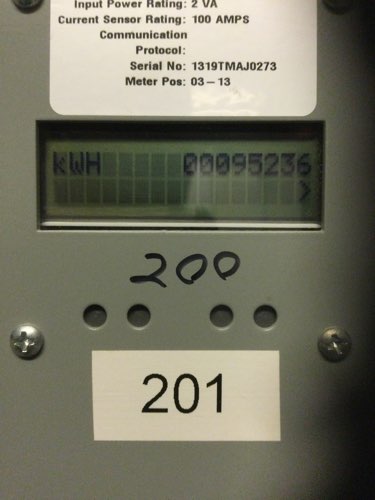 Input Power Rating: 2 VA
Current Sensor Rating: 100 AMPS
Communication
Protocol:
Serial No: 1319TMAJ0273
Meter Pos: 03-13
kWH 00095236
>
200
201